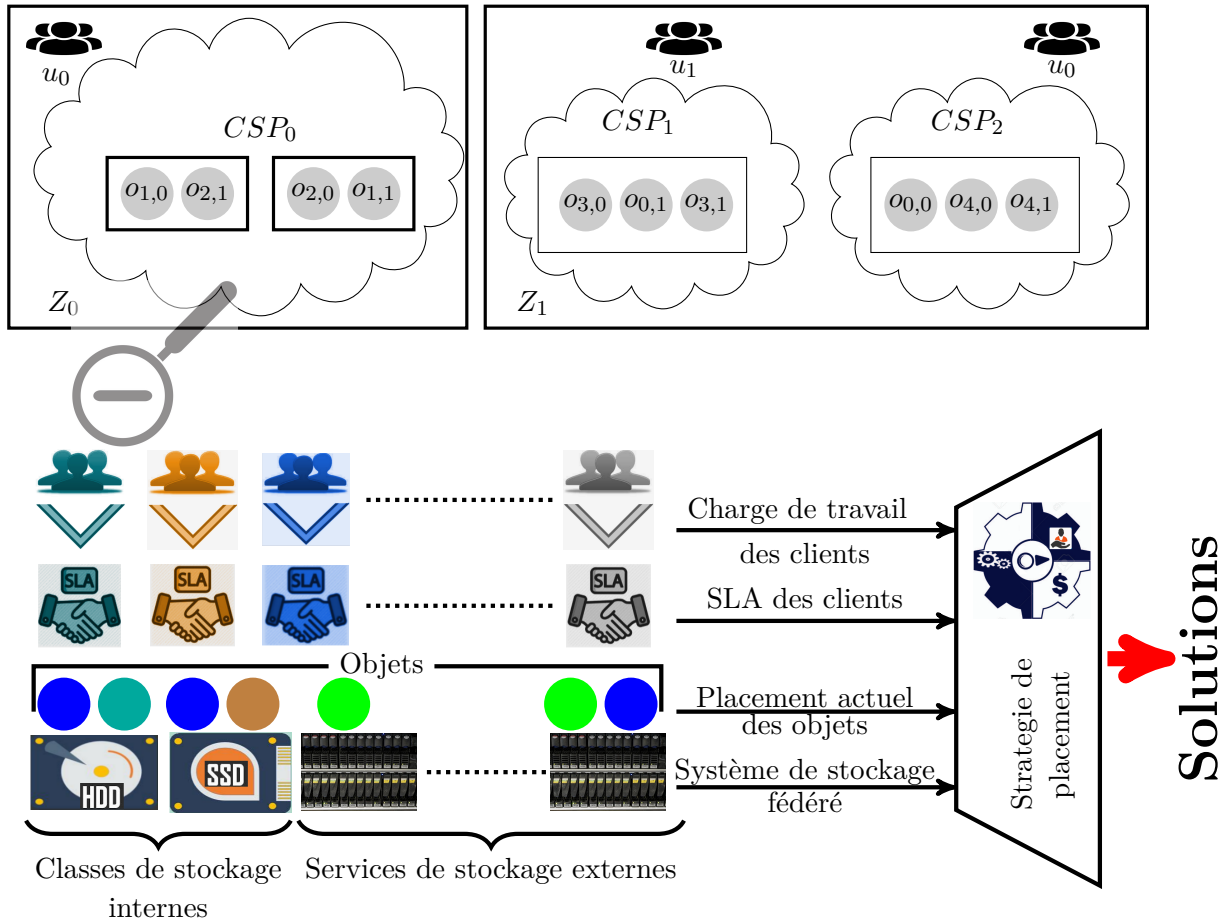 u0
u1
u0
CSP0
CSP1
CSP2
o1,0 o2,1
o2,0 o1,1
o3,0 o0,1 o3,1
o0,0 o4,0 o4,1
Z0
Z1
Charge de travail
des clients
SLA
SLA
SLA
SLA
SLA des clients
Objets
Placement actuel
des objets
HDD
SSD
Système de stockage
fédéré
Classes de stockage
internes
Services de stockage externes
$
Strategie de
placement
Solutions